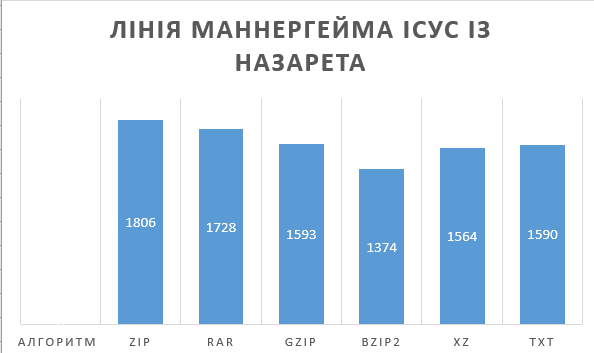 ЛІНІЯ МАННЕРГЕЙМА ІСУС ІЗ
НАЗАРЕТА
1806
1728
1593
1374
1564
1590
АЛГОРИТМ ZIP RAR GZIP BZIP2 XZ TXT